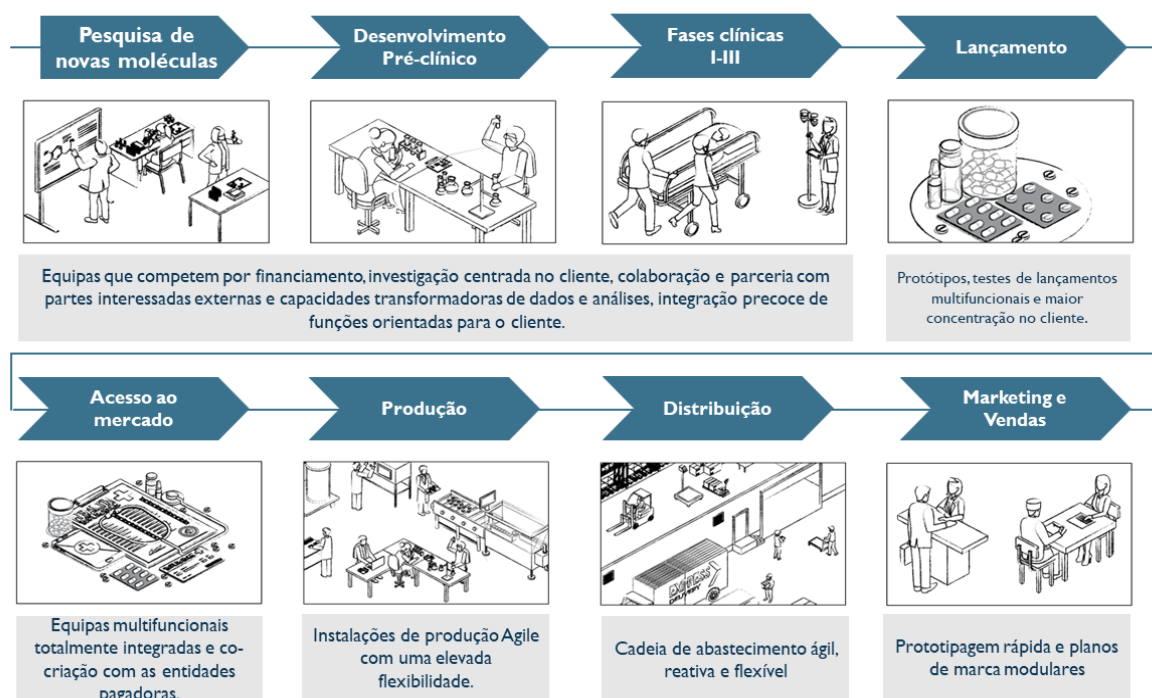 Pesquisa de
novas moléculas
Desenvolvimento
Pré-clínico
Fases clínicas
I-III
Lançamento
Equipas que competem por financiamento, investigação centrada no cliente, colaboração e parceria com
partes interessadas externas e capacidades transformadoras de dados e análises, integração precoce de
funções orientadas para o cliente.
Protótipos, testes de lançamentos
multifuncionais e maior
concentração no cliente.
Acesso ao
mercado
Produção
Distribuição
Marketing e
Vendas
DELIVERY
Equipas multifuncionais
totalmente integradas e co-
criação com as entidades
pagadoras.
Instalações de produção Agile
com uma elevada
flexibilidade.
Cadeia de abastecimento ágil,
reativa e flexível
Prototipagem rápida e planos
de marca modulares